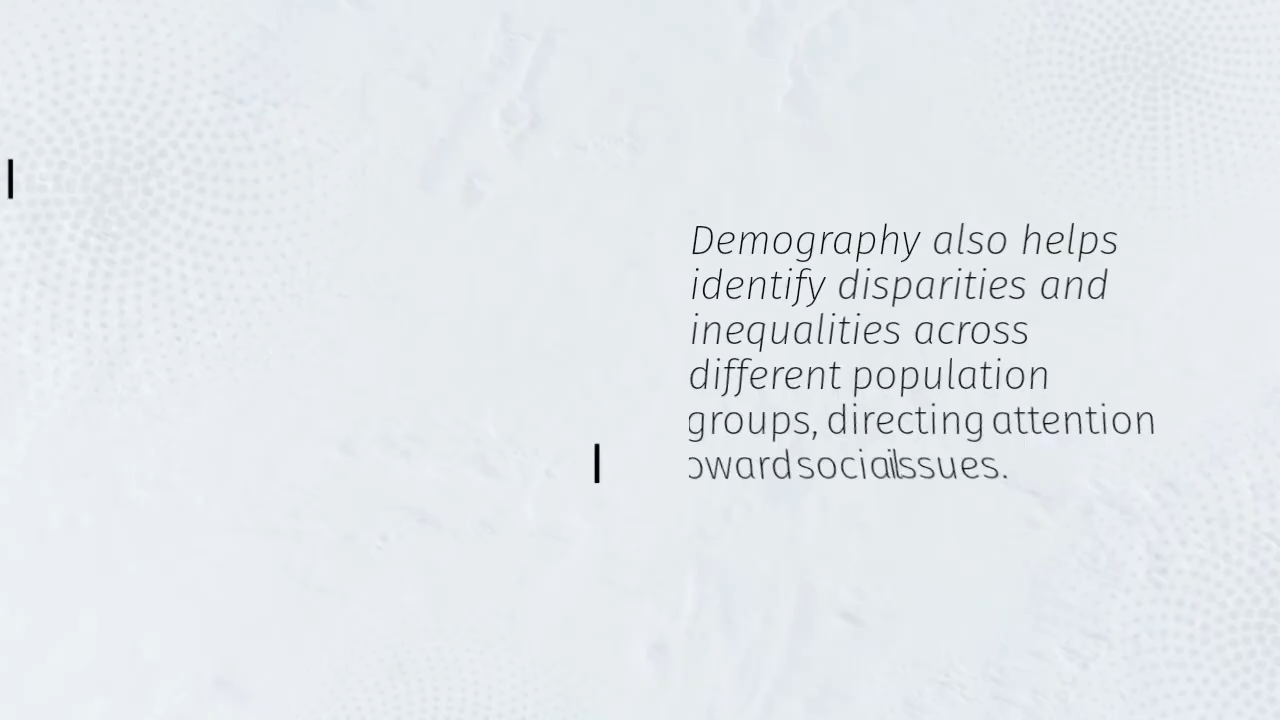 Demography also helps
identify disparities and
inequalities across
different population
groups, directing attention
oward social issues.